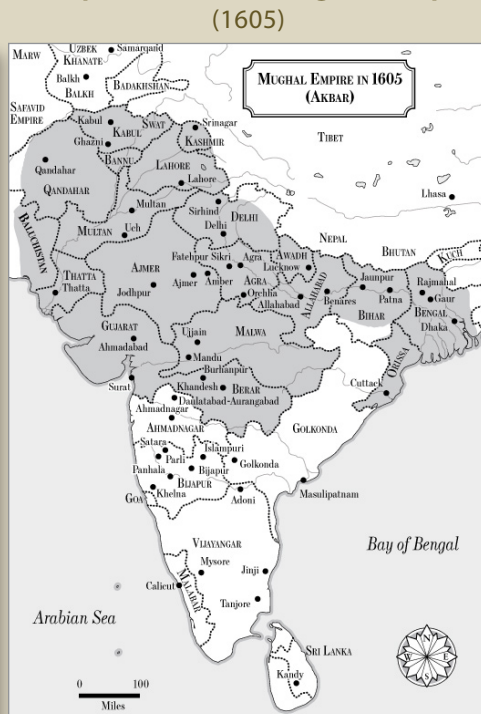 (1605)
MUGHAL EMPIRE IN 1605
(AKBAR)
MARW
UZBEK
KHANATE
Samarqand
Balkh
BALKH
BADAKHSHAN
SAFAVID
EMPIRE
Kabul
KABUL
SWAT
Srinagar
KASHMIR
Ghazni
BANNU
TIBET
Qandahar
QANDAHAR
LAHORE
Lahore
Lhasa
Multan
MULTAN
Uch
Sirhind
DELHI
Delhi
BALUCHISTAN
NEPAL
BHUTAN
KUCH
THATTA
Thatta
AJMER
Jodhpur
Fatehpur Sikri
Agra
Ajmer
Amber
AGRA
Orchha
Allahabad
AWADH
Lucknow
ALLAHABAD
Jaunpur
Benares
Patna
BIHAR
Rajmahal
Gaur
BENGAL
Dhaka
GUJARAT
Ahmadabad
Ujjain
MALWA
Mandu
Burhanpur
Khandesh
BERAR
Surat
Daulatabad-Aurangabad
ORISSA
Cuttack
Ahmadnagar
AHMADNAGAR
GOLKONDA
Satara
Parli
Islampuri
Panhala
Bijapur
BIJAPUR
Golkonda
GOA
Khelna
Adoni
Masulipatnam
VIJAYANGAR
Mysore
Jinji
Bay of Bengal
MALABAR
Calicut
Tanjore
Arabian Sea
SRI LANKA
Kandy
N
W
E
S
0
100
Miles